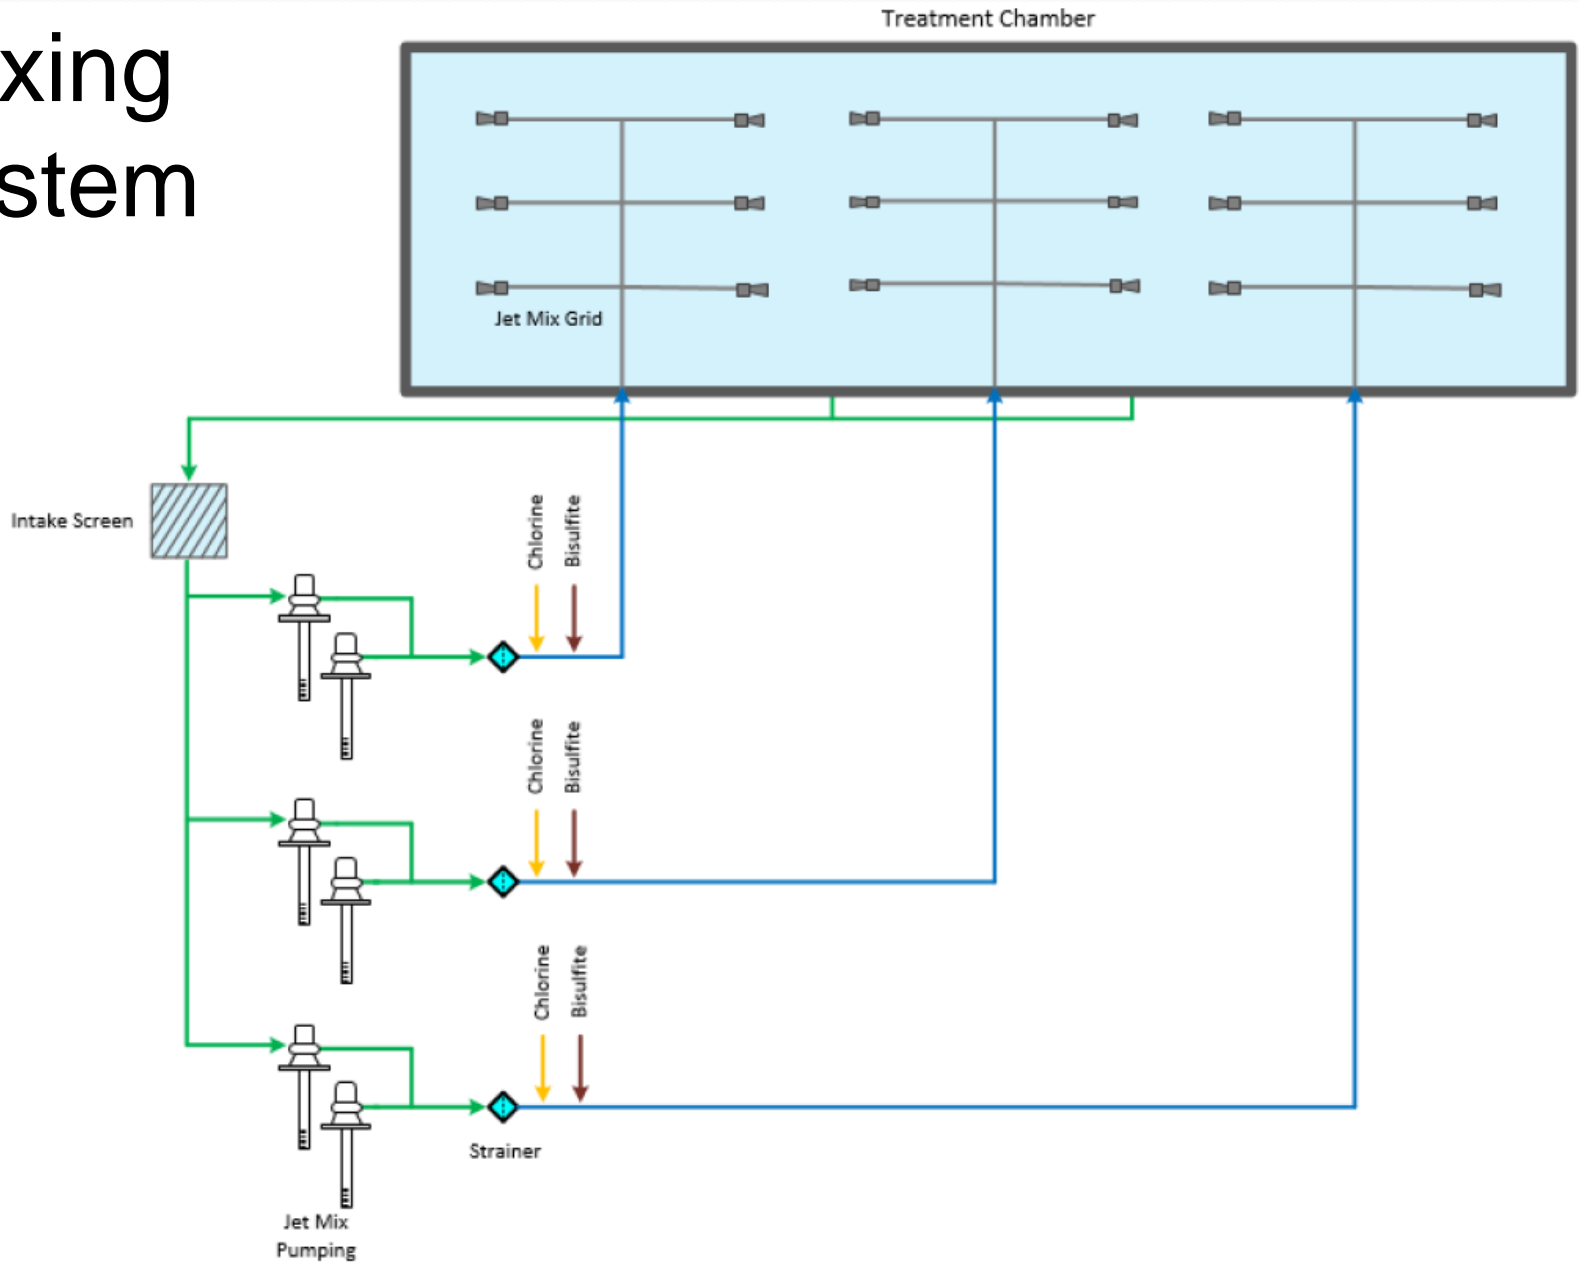 Treatment Chamber
xing
stem
Jet Mix Grid
Intake Screen
Chlorine
Bisulfite
Chlorine
Bisulfite
Chlorine
Bisulfite
Strainer
Jet Mix
Pumping